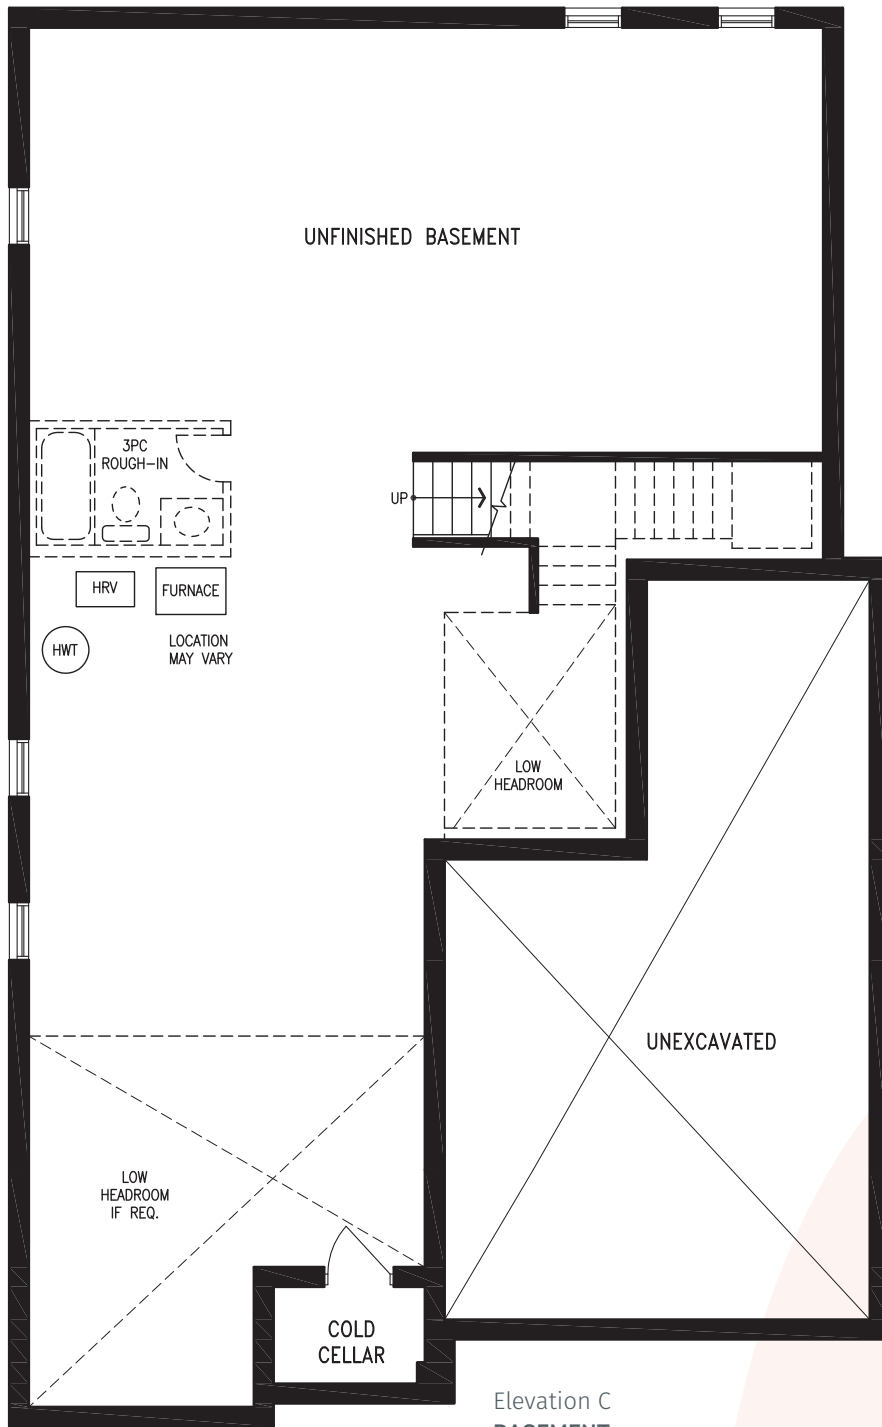 UNFINISHED BASEMENT
3PC
ROUGH-IN
UP
HRV
FURNACE
HWT
LOCATION
MAY VARY
LOW
HEADROOM
UNEXCAVATED
LOW
HEADROOM
IF REQ.
COLD
CELLAR
Elevation C
BASEMENT